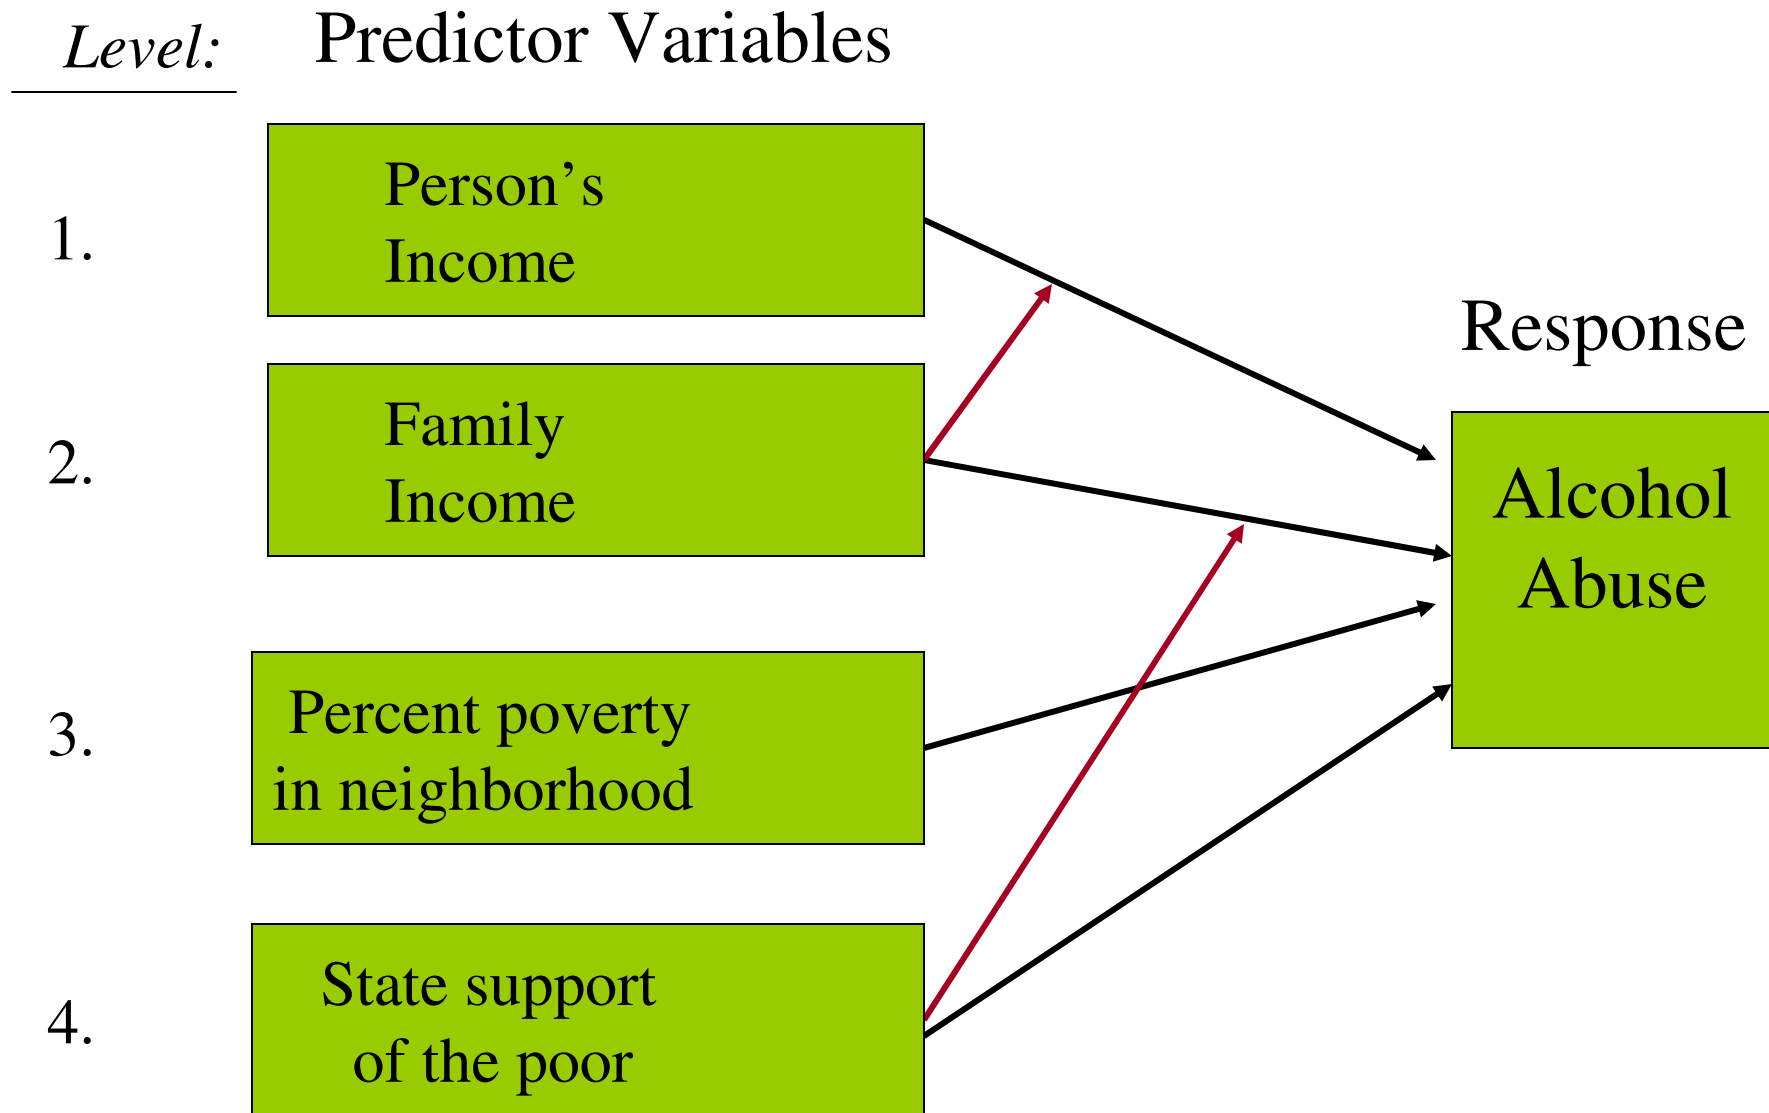 Level:
Predictor Variables
1.
Person’s
Income
2.
Family
Income
3.
Percent poverty
in neighborhood
4.
State support
of the poor
Response
Alcohol
Abuse